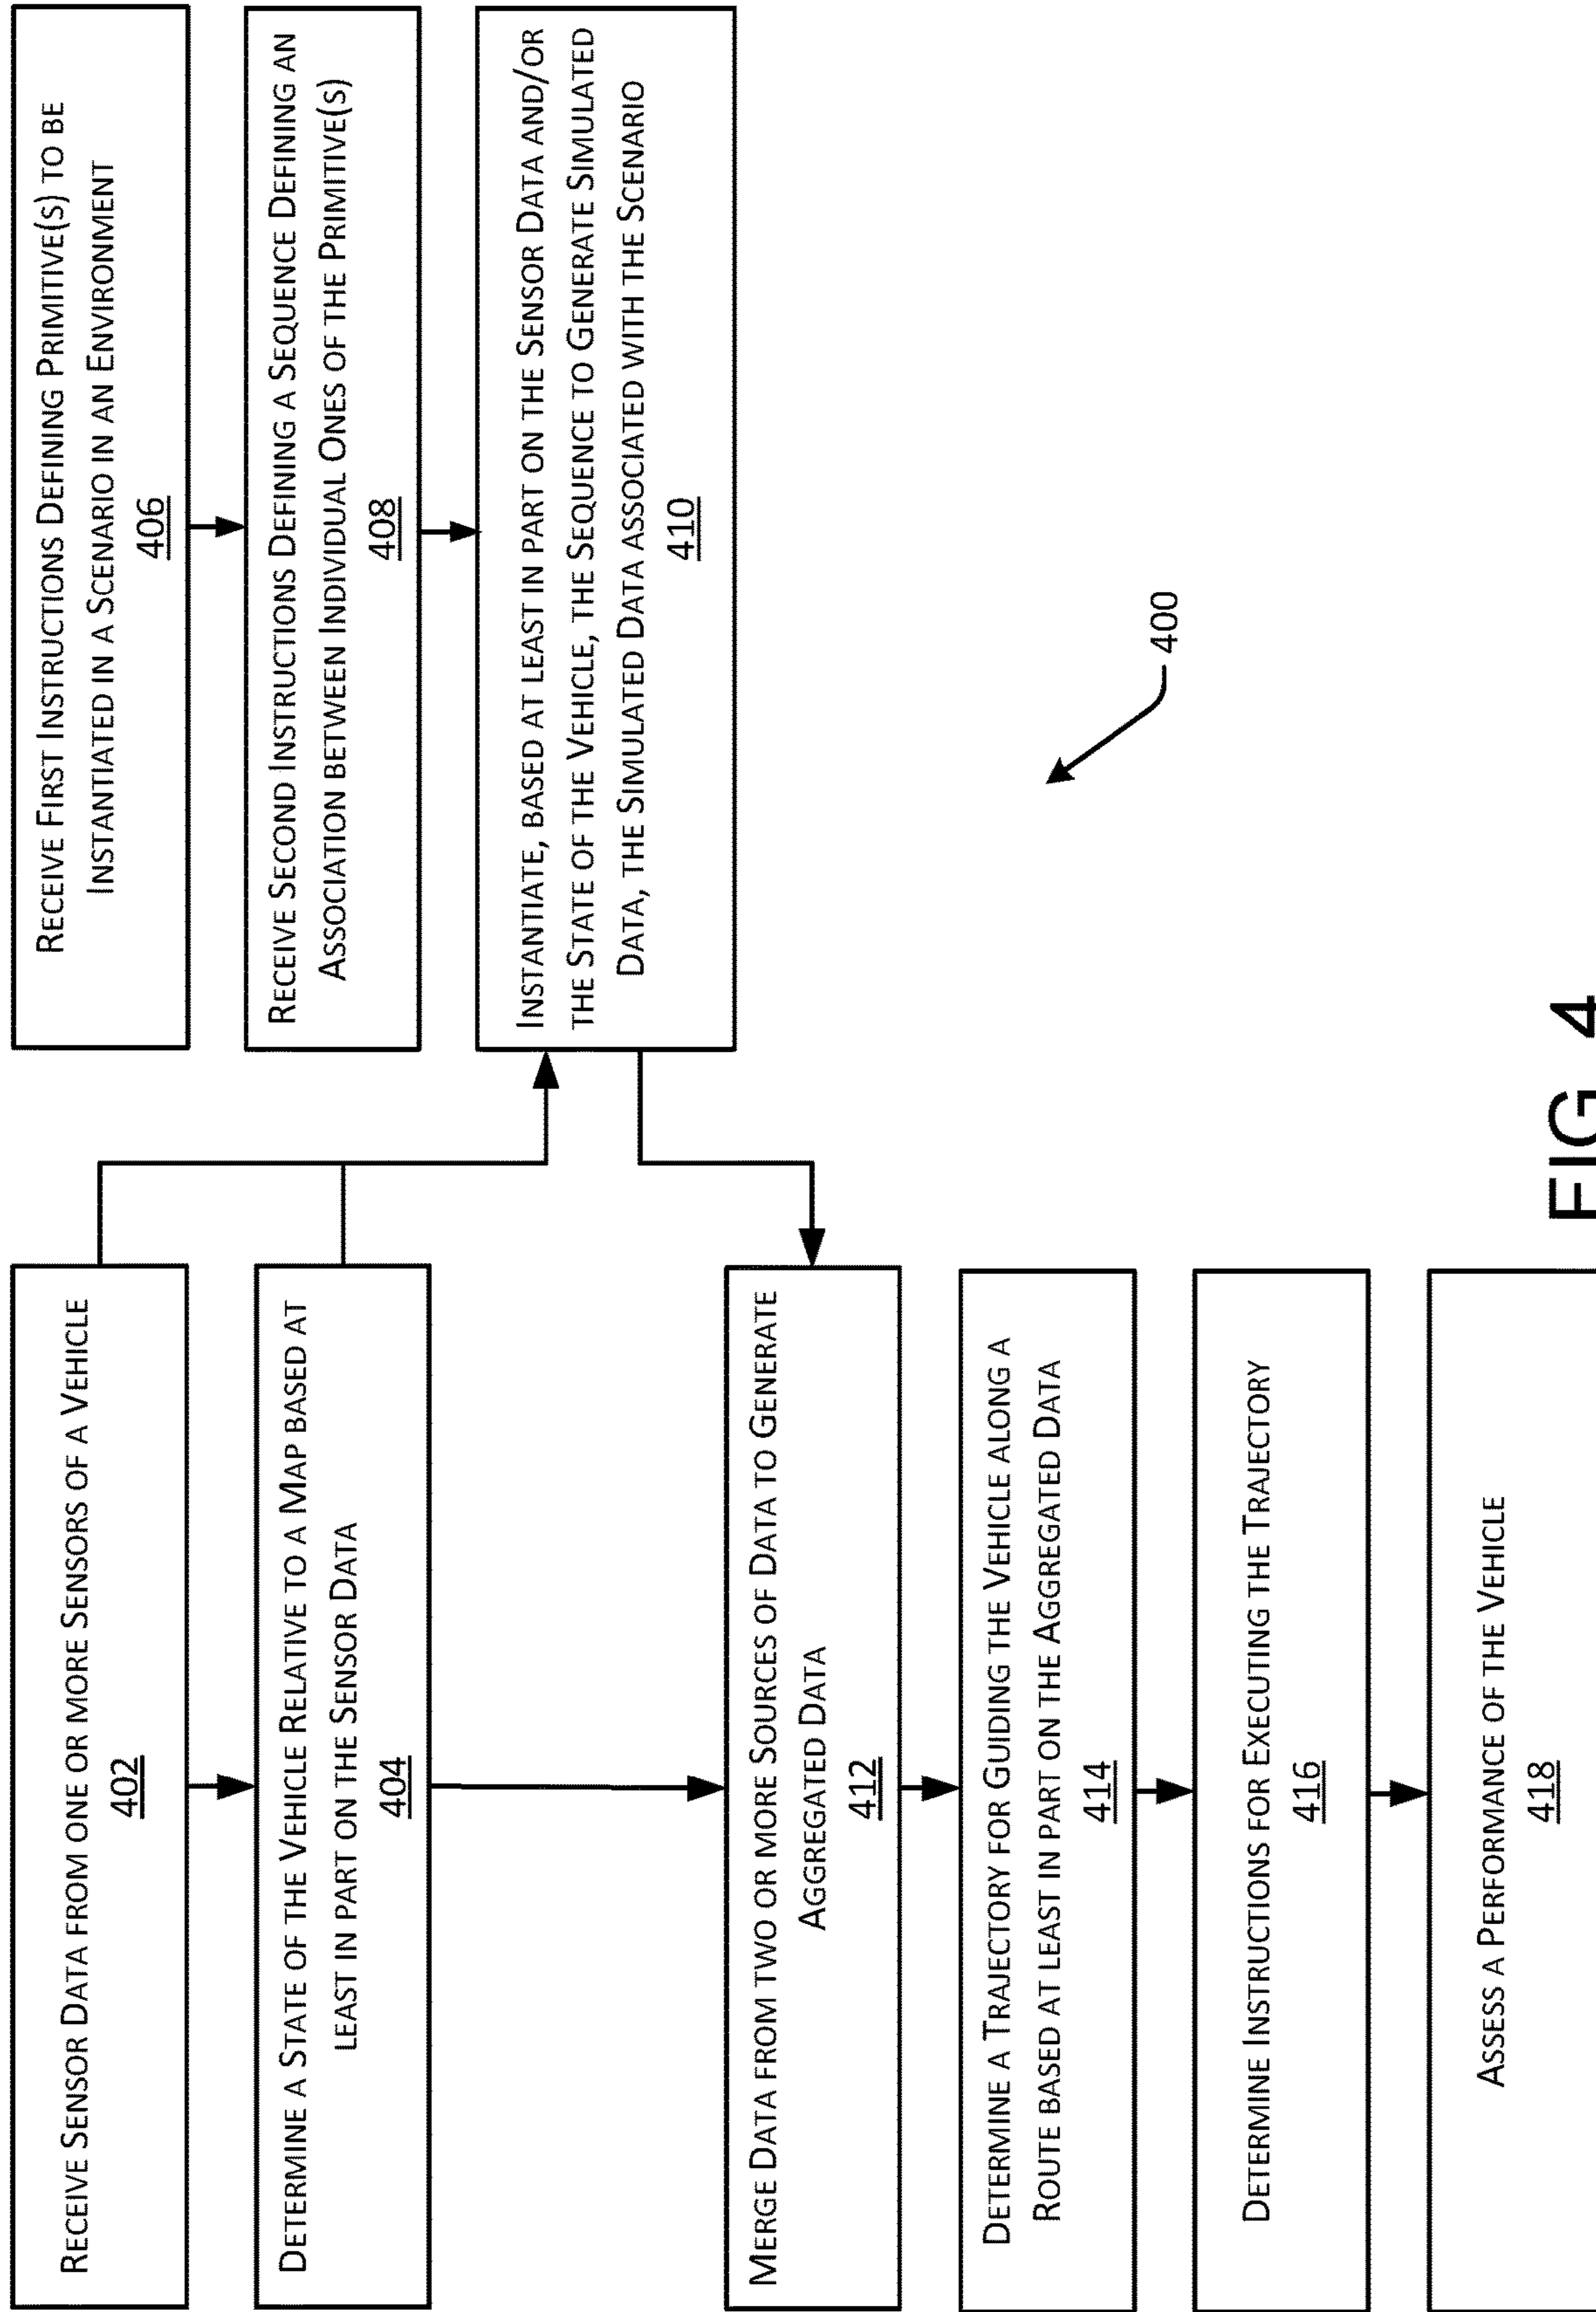 RECEIVE SENSOR DATA FROM ONE OR MORE SENSORS OF A VEHICLE
402
DETERMINE A STATE OF THE VEHICLE RELATIVE TO A MAP BASED AT
LEAST IN PART ON THE SENSOR DATA
404
RECEIVE FIRST INSTRUCTIONS DEFINING PRIMITIVE(S) TO BE
INSTANTIATED IN A SCENARIO IN AN ENVIRONMENT
406
RECEIVE SECOND INSTRUCTIONS DEFINING A SEQUENCE DEFINING AN
ASSOCIATION BETWEEN INDIVIDUAL ONES OF THE PRIMITIVE(S)
408
INSTANTIATE, BASED AT LEAST IN PART ON THE SENSOR DATA AND/OR
THE STATE OF THE VEHICLE, THE SEQUENCE TO GENERATE SIMULATED
DATA, THE SIMULATED DATA ASSOCIATED WITH THE SCENARIO
410
MERGE DATA FROM TWO OR MORE SOURCES OF DATA TO GENERATE
AGGREGATED DATA
412
DETERMINE A TRAJECTORY FOR GUIDING THE VEHICLE ALONG A
ROUTE BASED AT LEAST IN PART ON THE AGGREGATED DATA
414
DETERMINE INSTRUCTIONS FOR EXECUTING THE TRAJECTORY
416
ASSESS A PERFORMANCE OF THE VEHICLE
418
400
FIG. 4